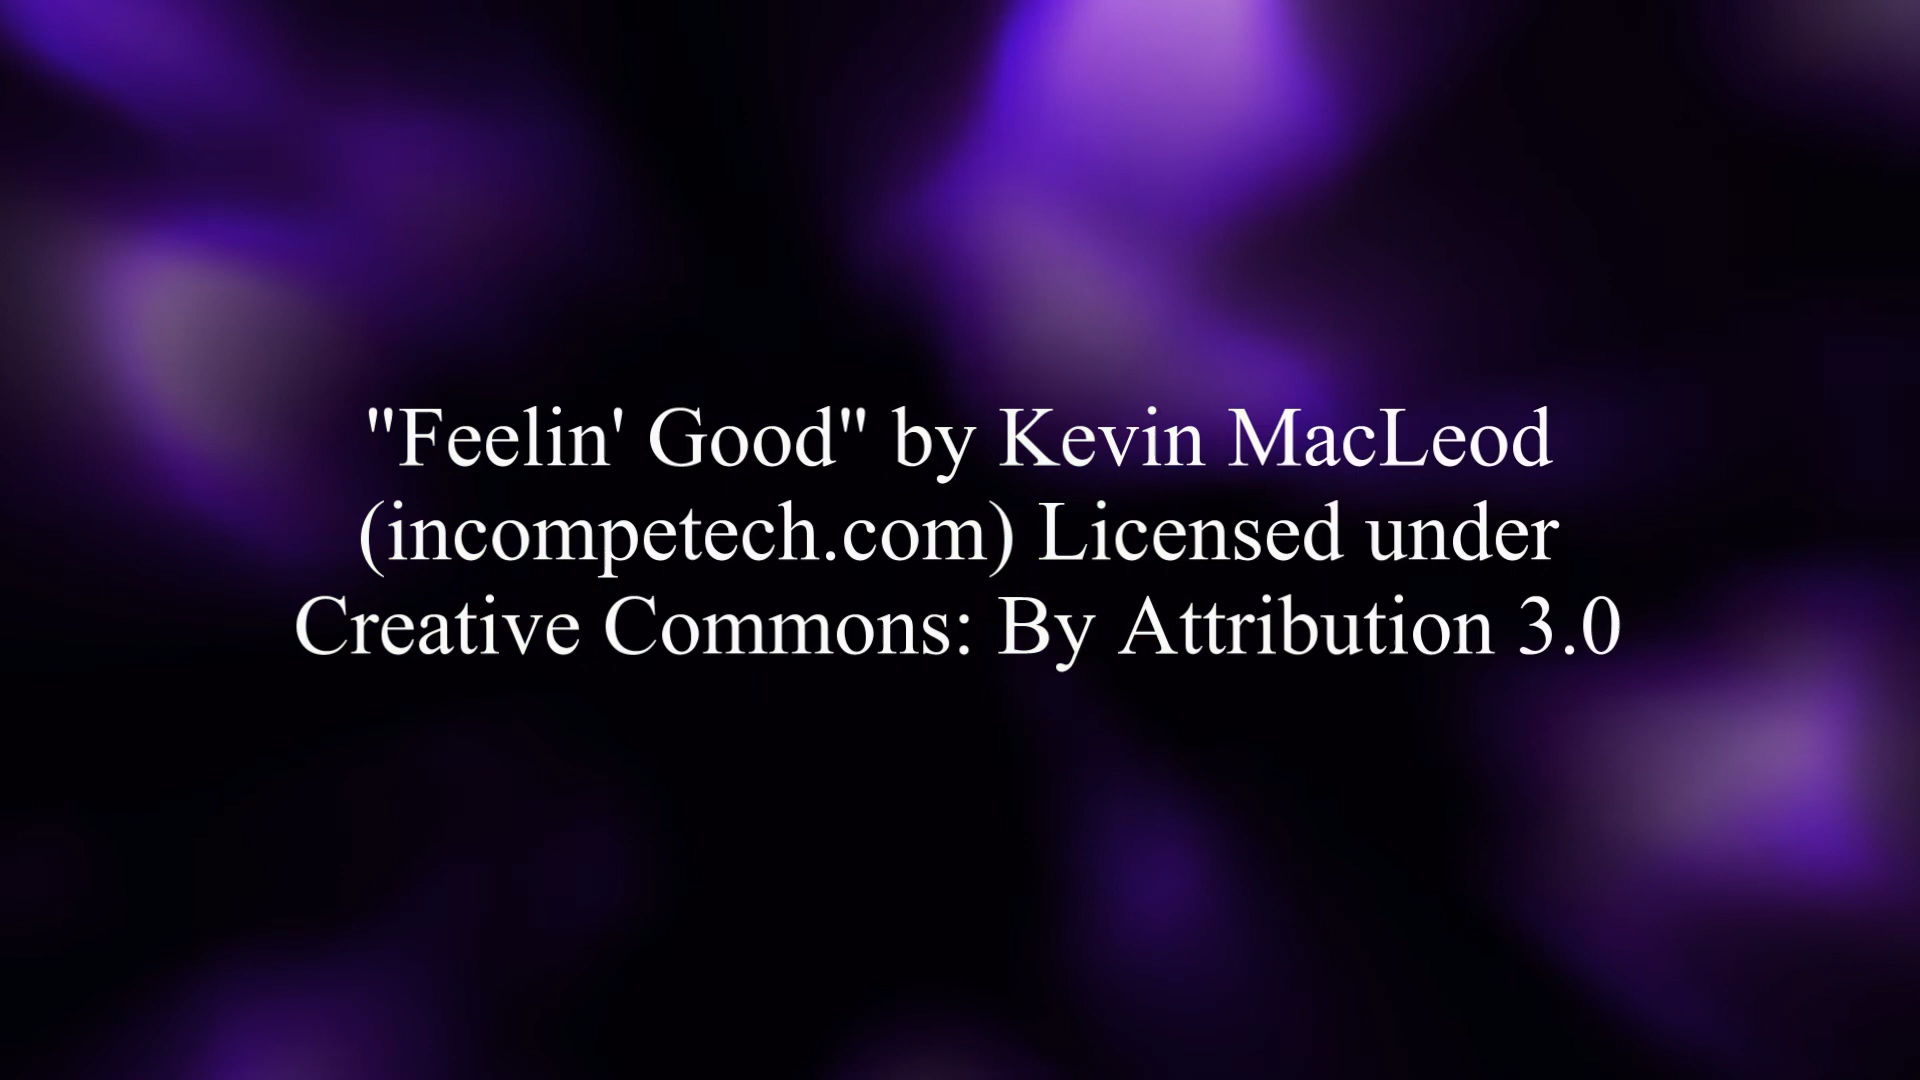 "Feelin' Good" by Kevin MacLeod
(incompetech.com) Licensed under
Creative Commons: By Attribution 3.0